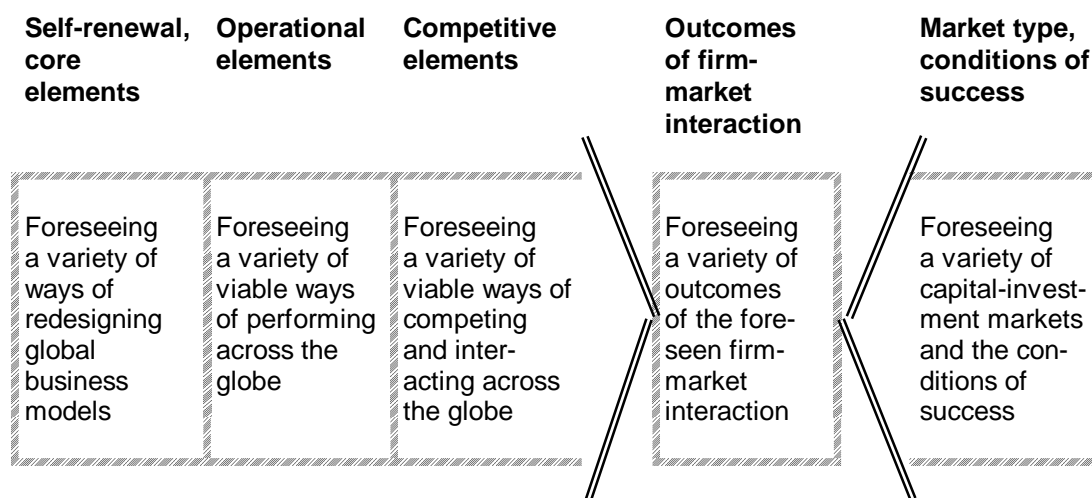 Self-renewal,
core
elements
Operational
elements
Competitive
elements
Outcomes
of firm-
market
interaction
Market type,
conditions of
success
Foreseeing
a variety of
ways of
redesigning
global
business
models
Foreseeing
a variety of
viable ways
of performing
across the
globe
Foreseeing
a variety of
viable ways of
competing
and inter-
acting across
the globe
Foreseeing
a variety of
outcomes
of the fore-
seen firm-
market
interaction
Foreseeing
a variety of
capital-invest-
ment markets
and the con-
ditions of
success